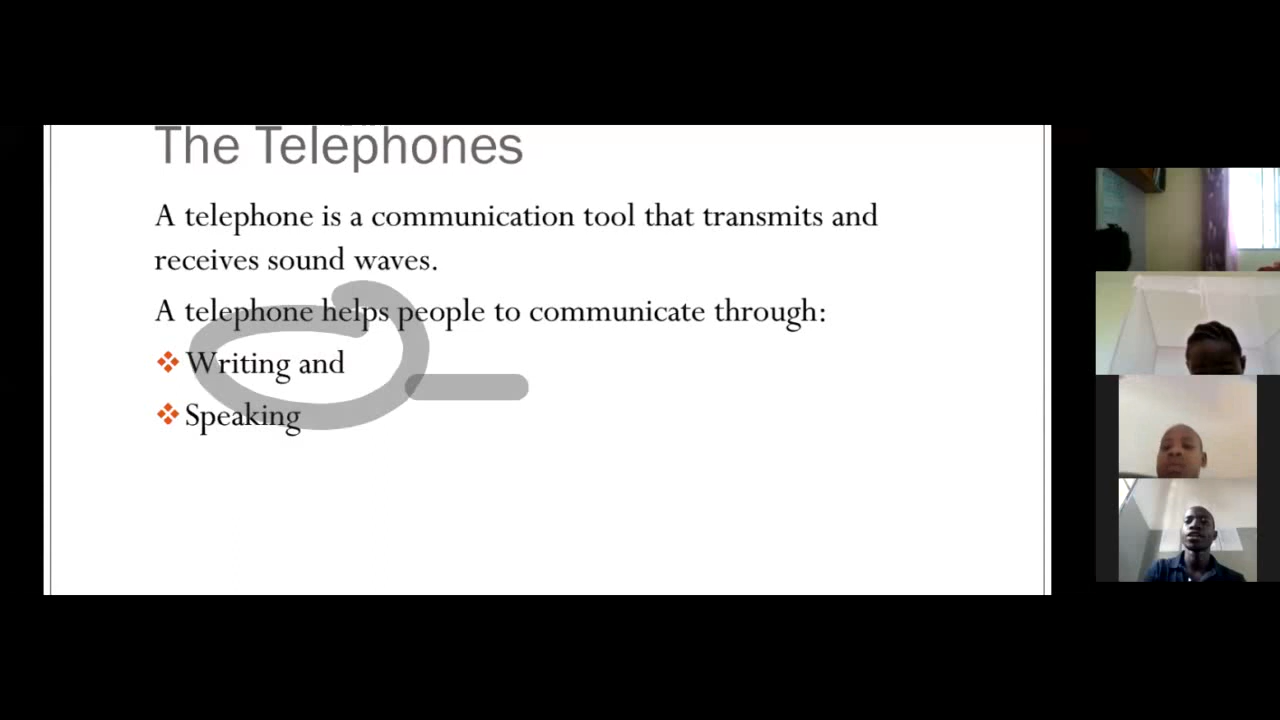 The Telephones
A telephone is a communication tool that transmits and
receives sound waves.
A telephone helps people to communicate through:
Writing and
Speaking